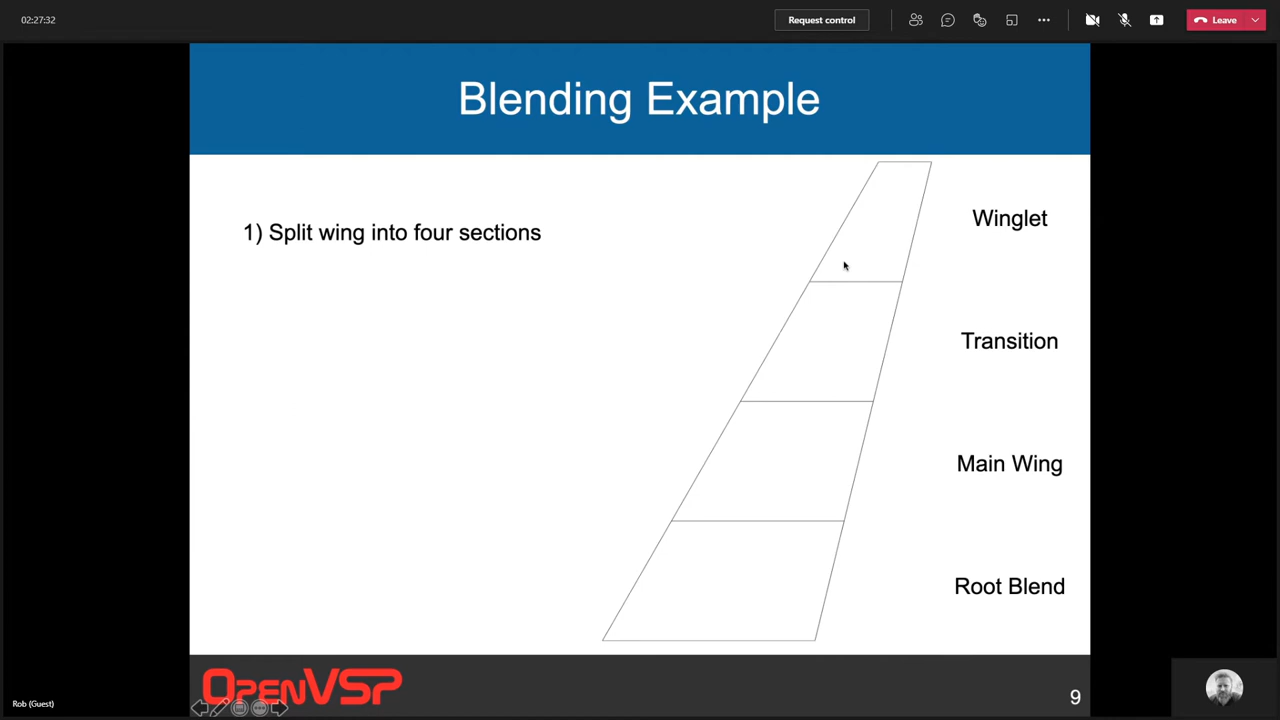 02:27:32
Request control
Leave
Blending Example
1) Split wing into four sections
Winglet
Transition
Main Wing
Root Blend
OPENVSP
9
Rob (Guest)